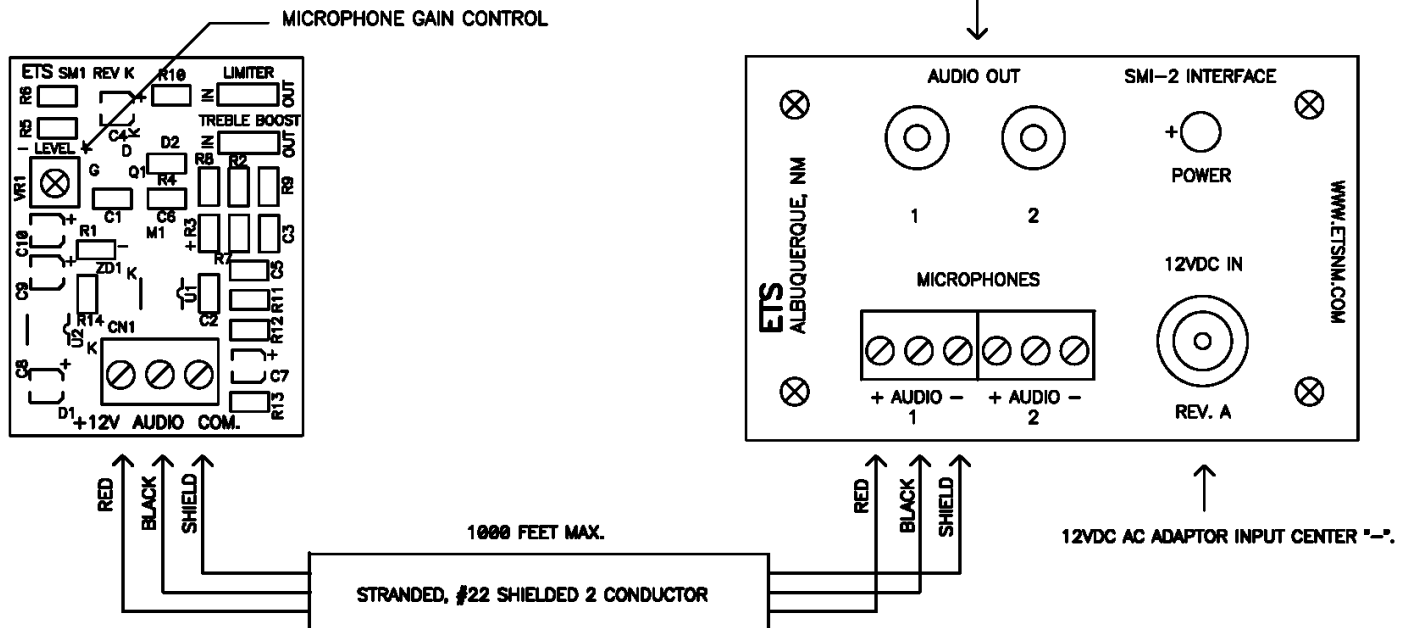 MICROPHONE GAIN CONTROL
ETS SM1 REV K
R10
LIMITER
R6
IN
OUT
C4
K
R5
TREBLE BOOST
IN
OUT
- LEVEL +
D
D2
G
Q1
R8
R2
VR1
R4
R9
C1
C6
C10
+
R1
M1
+ R3
C3
-
R7
ZD1
K
C5
C9
+
U1
R11
R14
CN1
C2
U2
R12
K
C8
+
+
C7
D1
R13
+12V AUDIO COM.
RED
BLACK
SHIELD
AUDIO OUT
SMI-2 INTERFACE
+
POWER
1
2
ETS
ALBUQUERQUE, NM
WWW.ETSNM.COM
MICROPHONES
12VDC IN
+ AUDIO -
1
+ AUDIO -
2
REV. A
RED
BLACK
SHIELD
12VDC AC ADAPTOR INPUT CENTER "-".
1000 FEET MAX.
STRANDED, #22 SHIELDED 2 CONDUCTOR